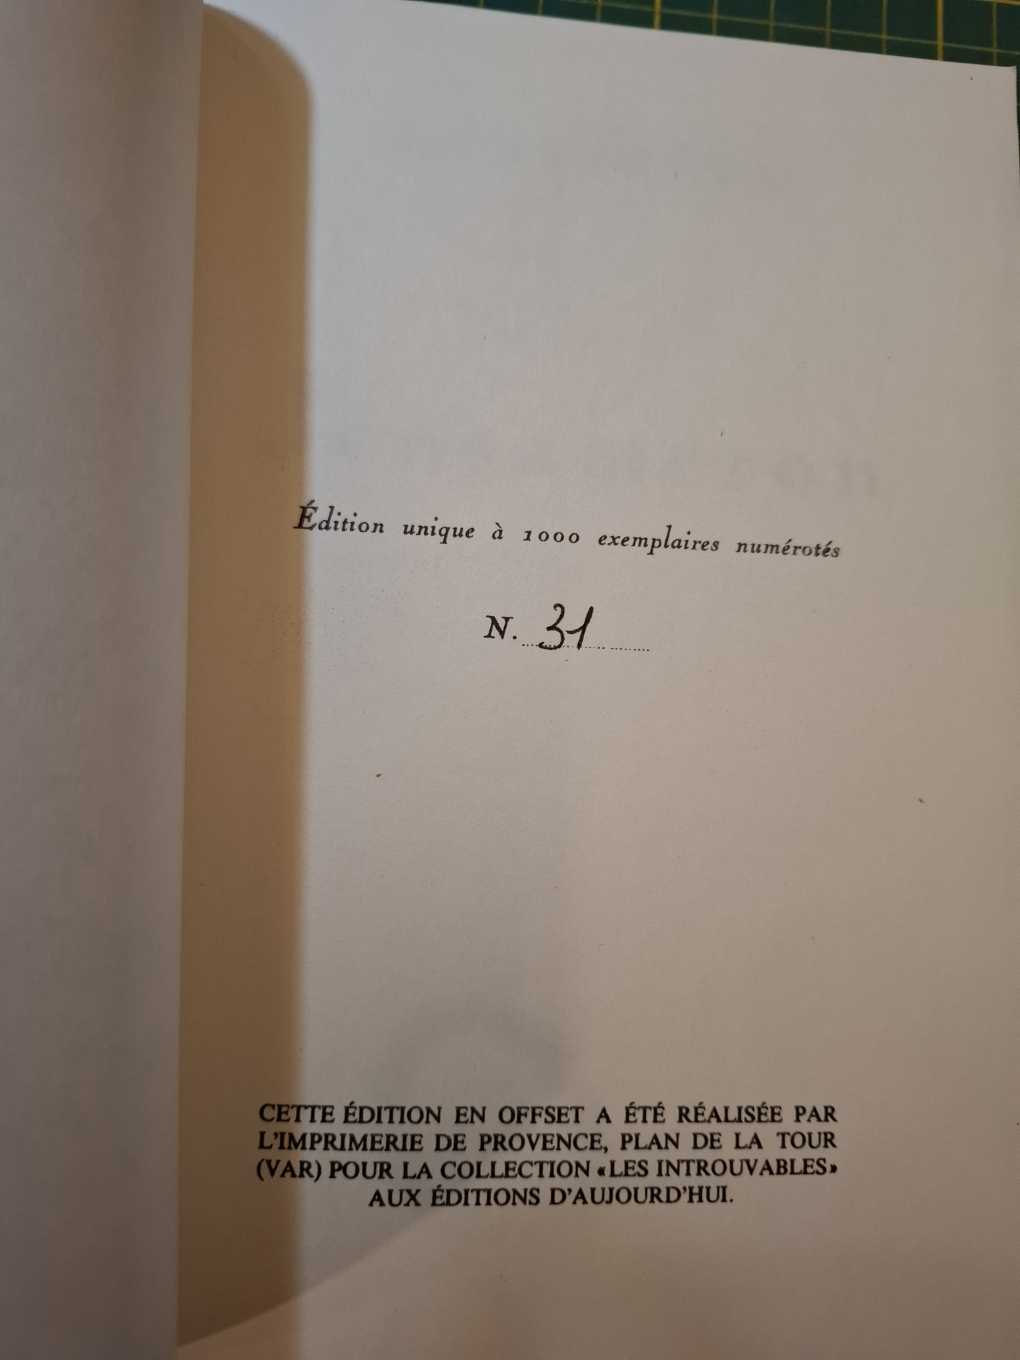 Édition unique à 1000 exemplaires numérotés
N. 31
CETTE ÉDITION EN OFFSET A ÉTÉ RÉALISÉE PAR
L'IMPRIMERIE DE PROVENCE, PLAN DE LA TOUR
(VAR) POUR LA COLLECTION «LES INTROUVABLES»
AUX ÉDITIONS D'AUJOURD'HUI.